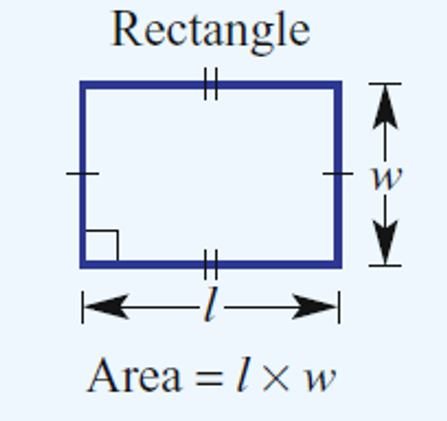 Rectangle
w
l
Area = l × w